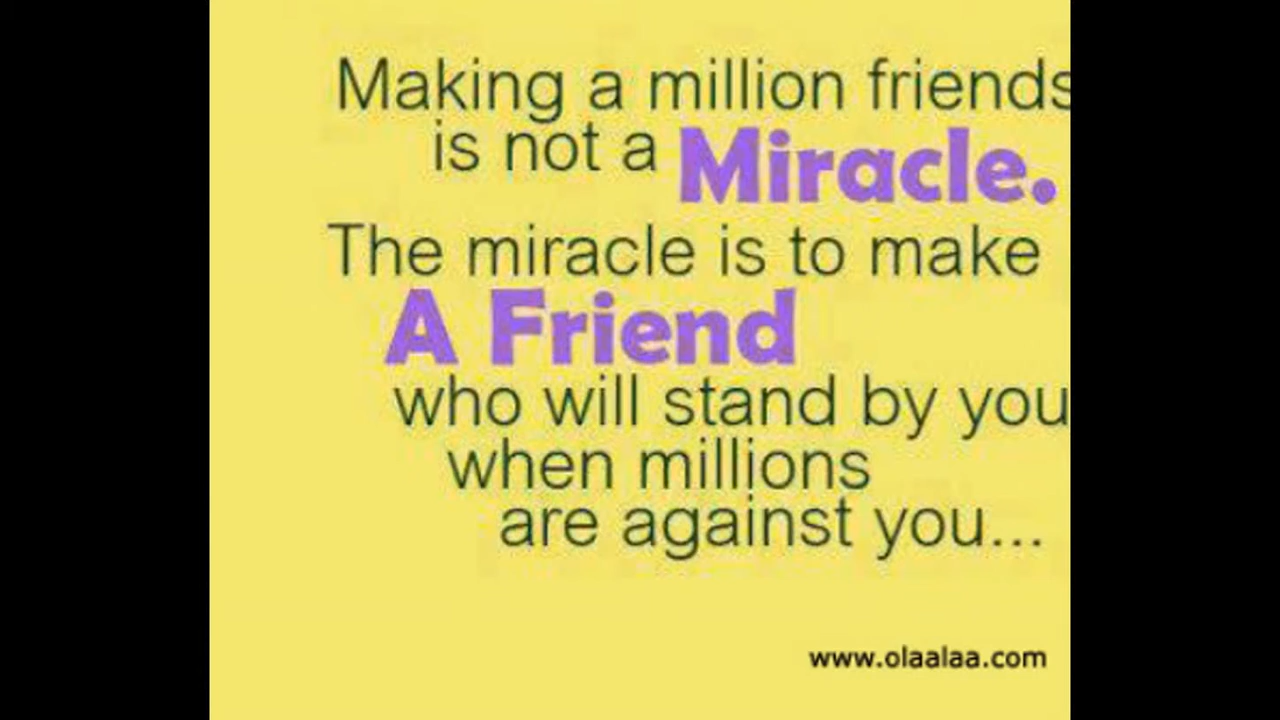 Making a million friends
is not a Miracle.
The miracle is to make
A Friend
who will stand by you
when millions
are against you...
www.olaalaa.com